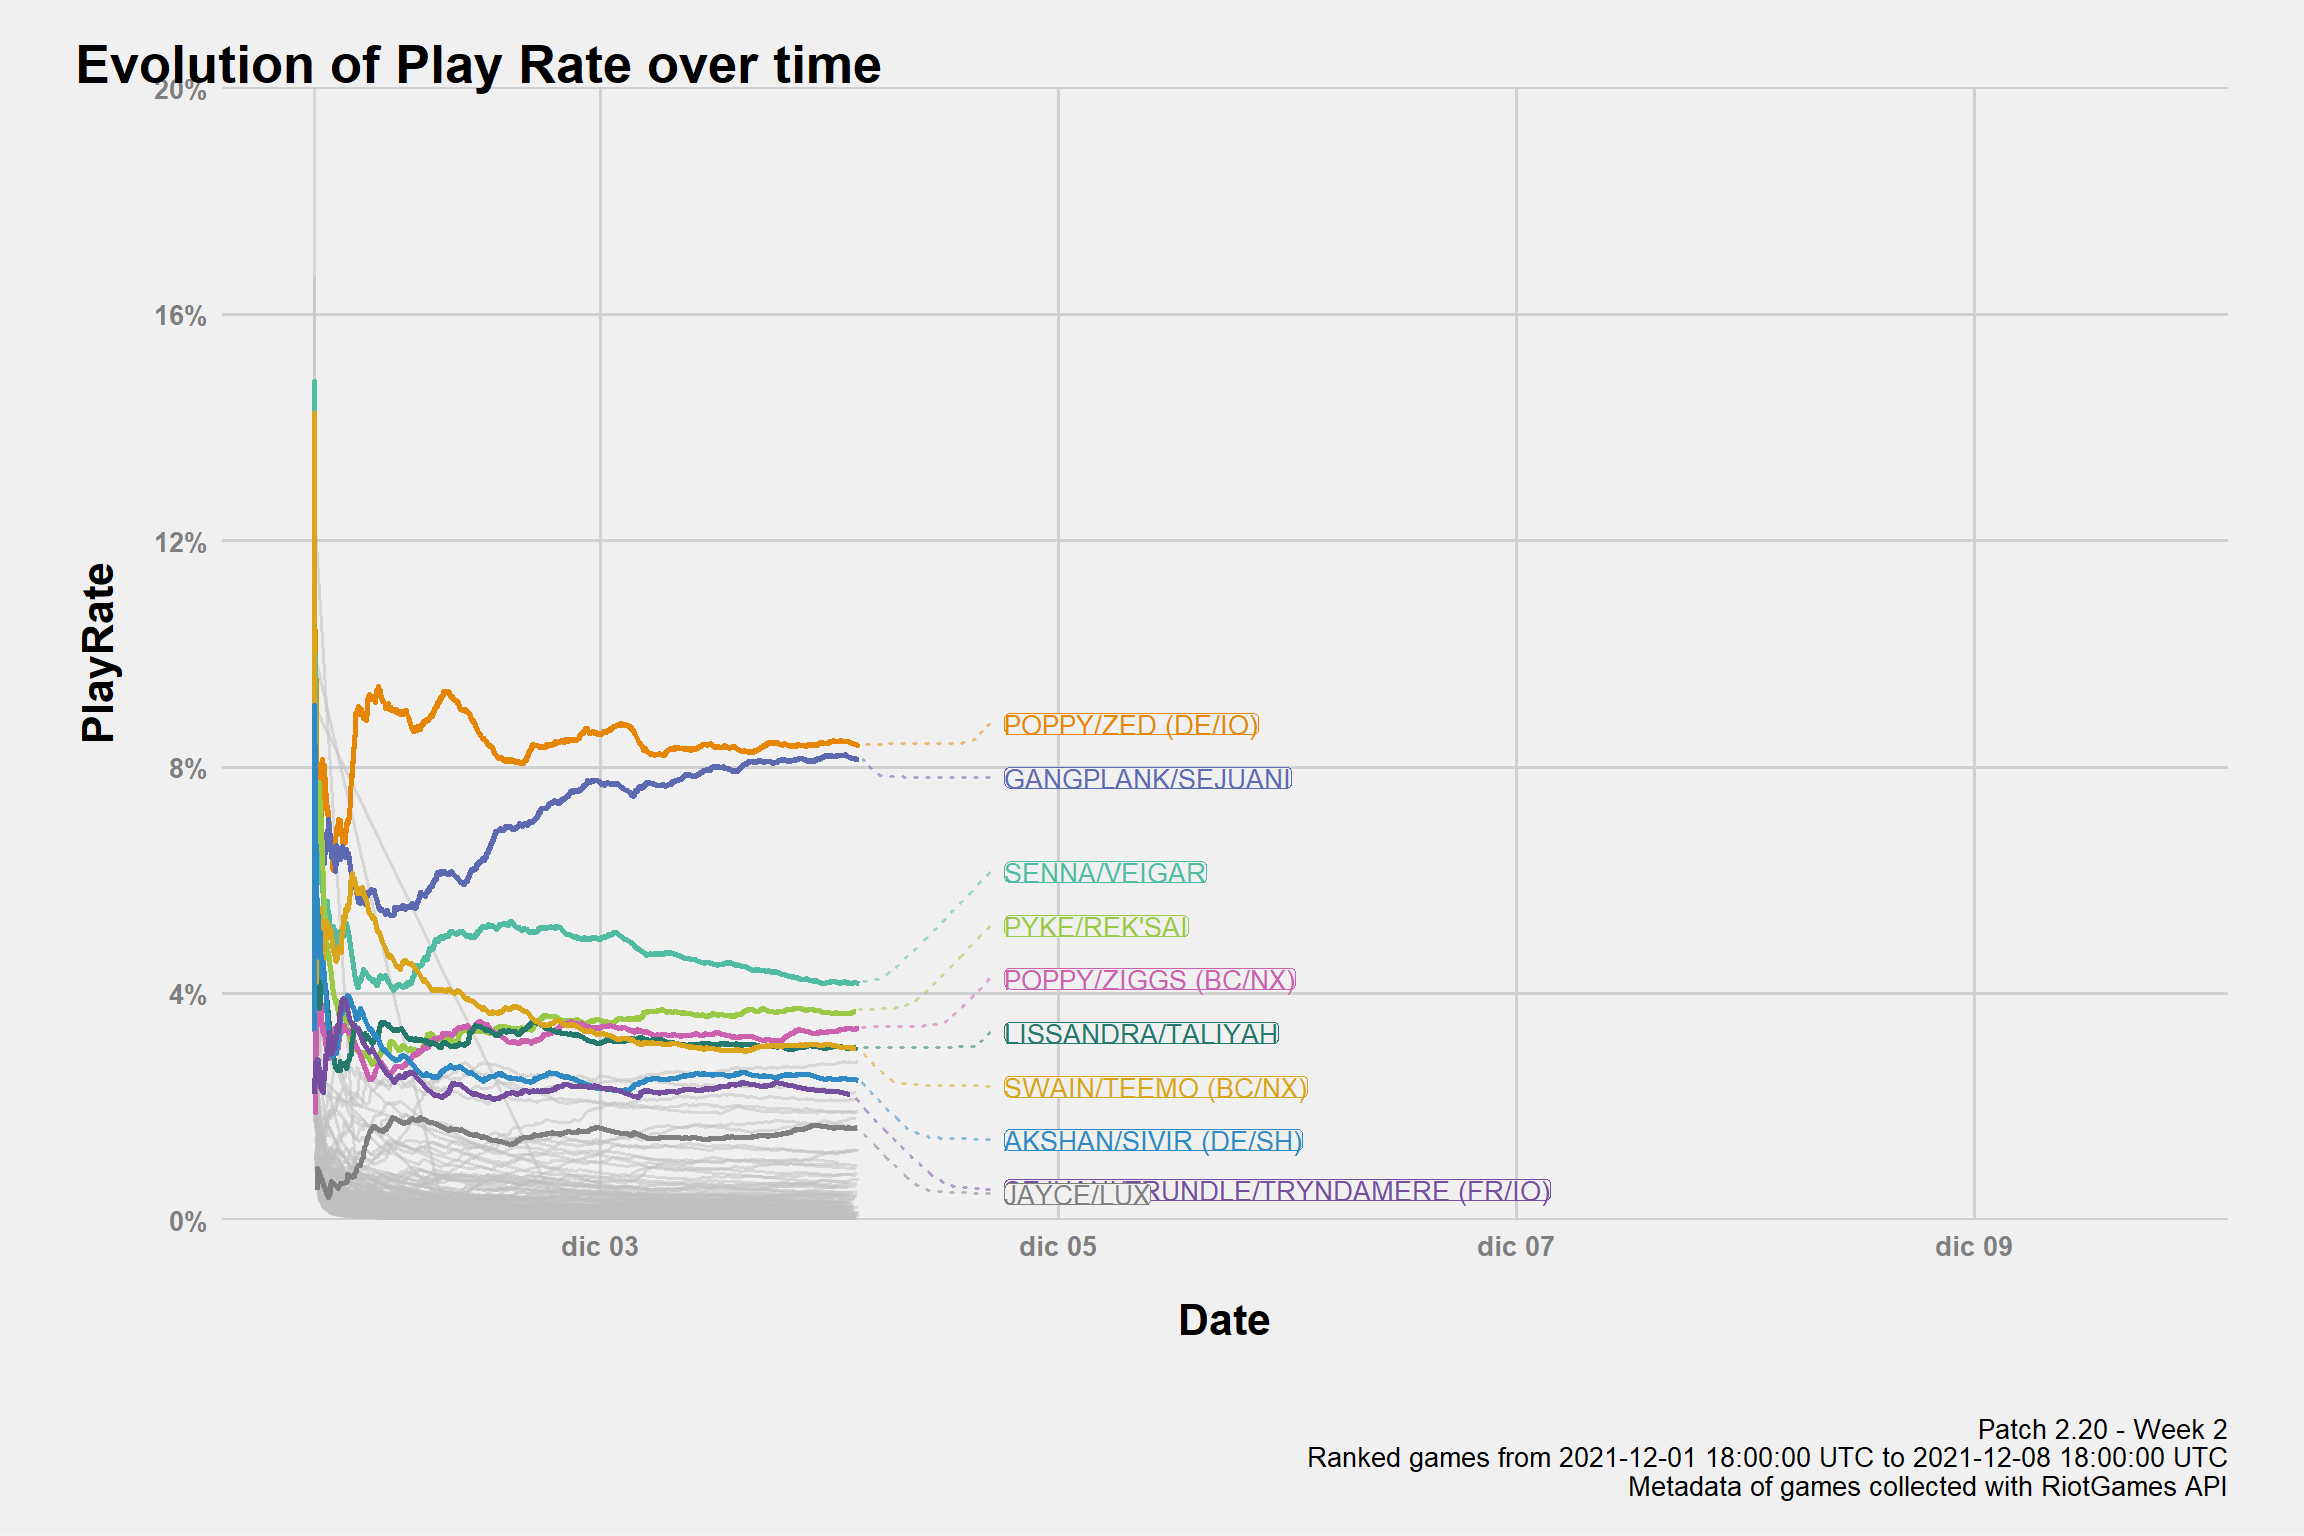 Evolution of Play Rate over time
20%
16%
12%
8%
4%
0%
PlayRate
POPPY/ZED (DE/IO)
GANGPLANK/SEJUANI
SENNA/VEIGAR
PYKE/REK'SAI
POPPY/ZIGGS (BC/NX)
LISSANDRA/TALIYAH
SWAIN/TEEMO (BC/NX)
AKSHAN/SIVIR (DE/SH)
TRUNDLE/TRYNDAMERE (FR/IO)
JAYCE/LUX
dic 03
dic 05
dic 07
dic 09
Date
Patch 2.20 - Week 2
Ranked games from 2021-12-01 18:00:00 UTC to 2021-12-08 18:00:00 UTC
Metadata of games collected with RiotGames API